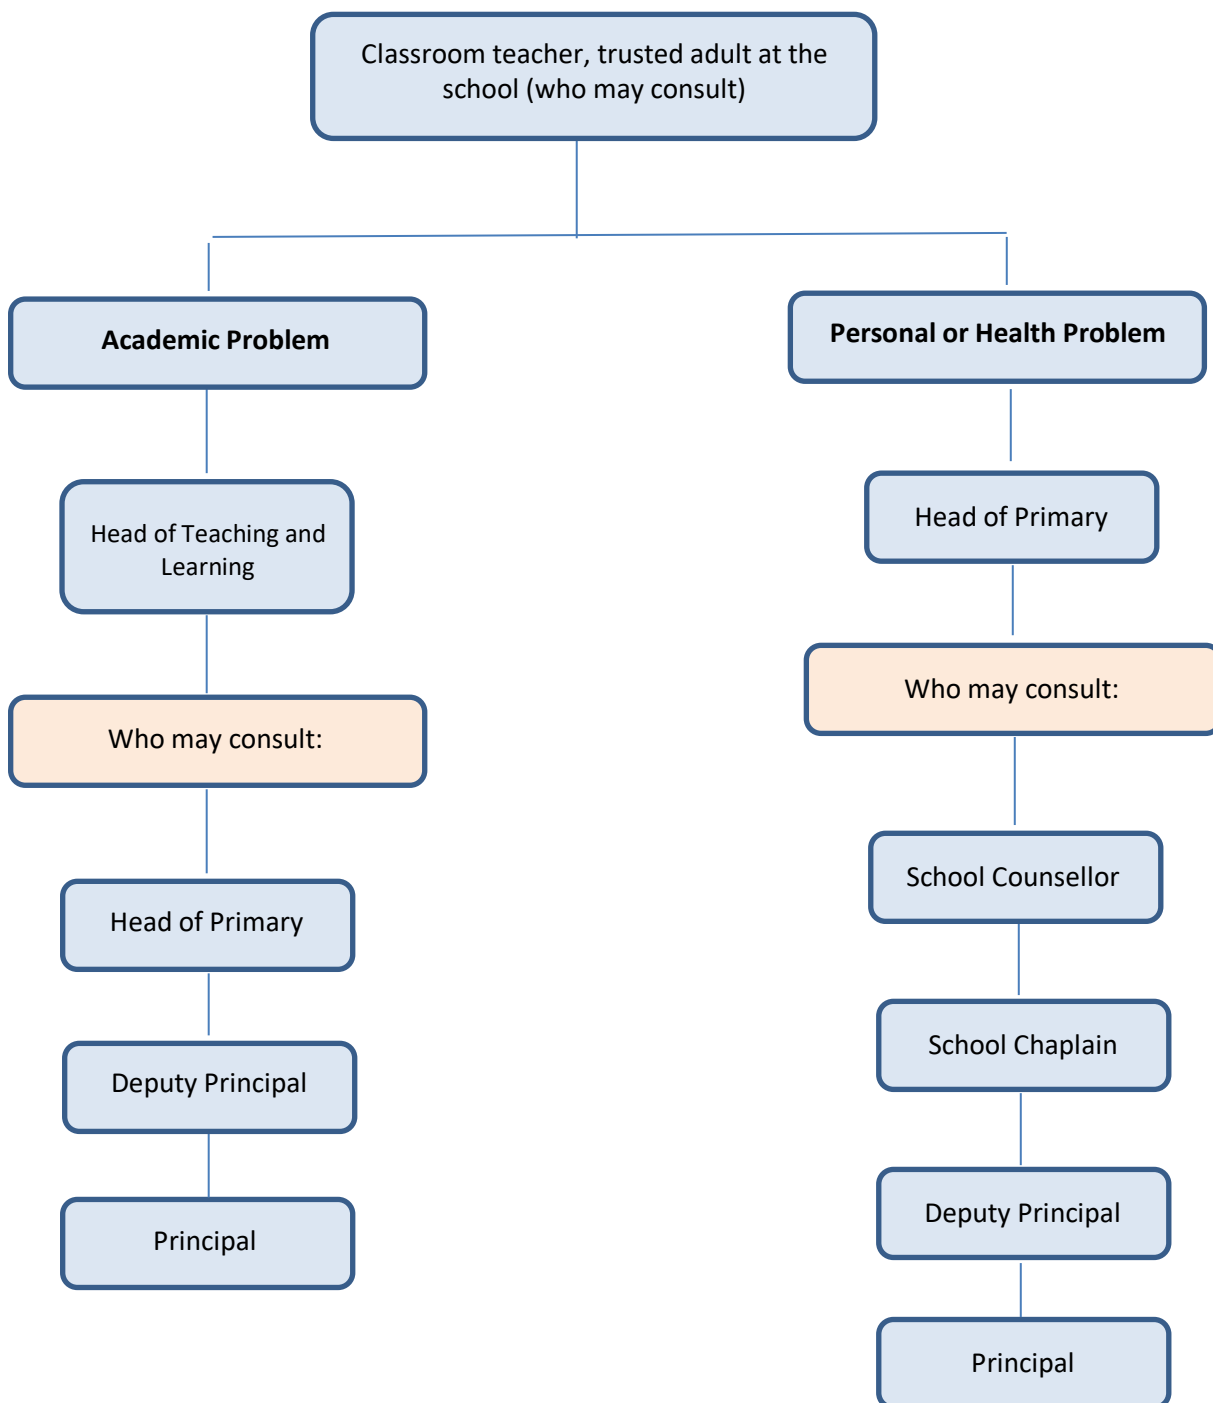 Classroom teacher, trusted adult at the
school (who may consult)
Academic Problem
Head of Teaching and
Learning
Who may consult:
Head of Primary
Deputy Principal
Principal
Personal or Health Problem
Head of Primary
Who may consult:
School Counsellor
School Chaplain
Deputy Principal
Principal